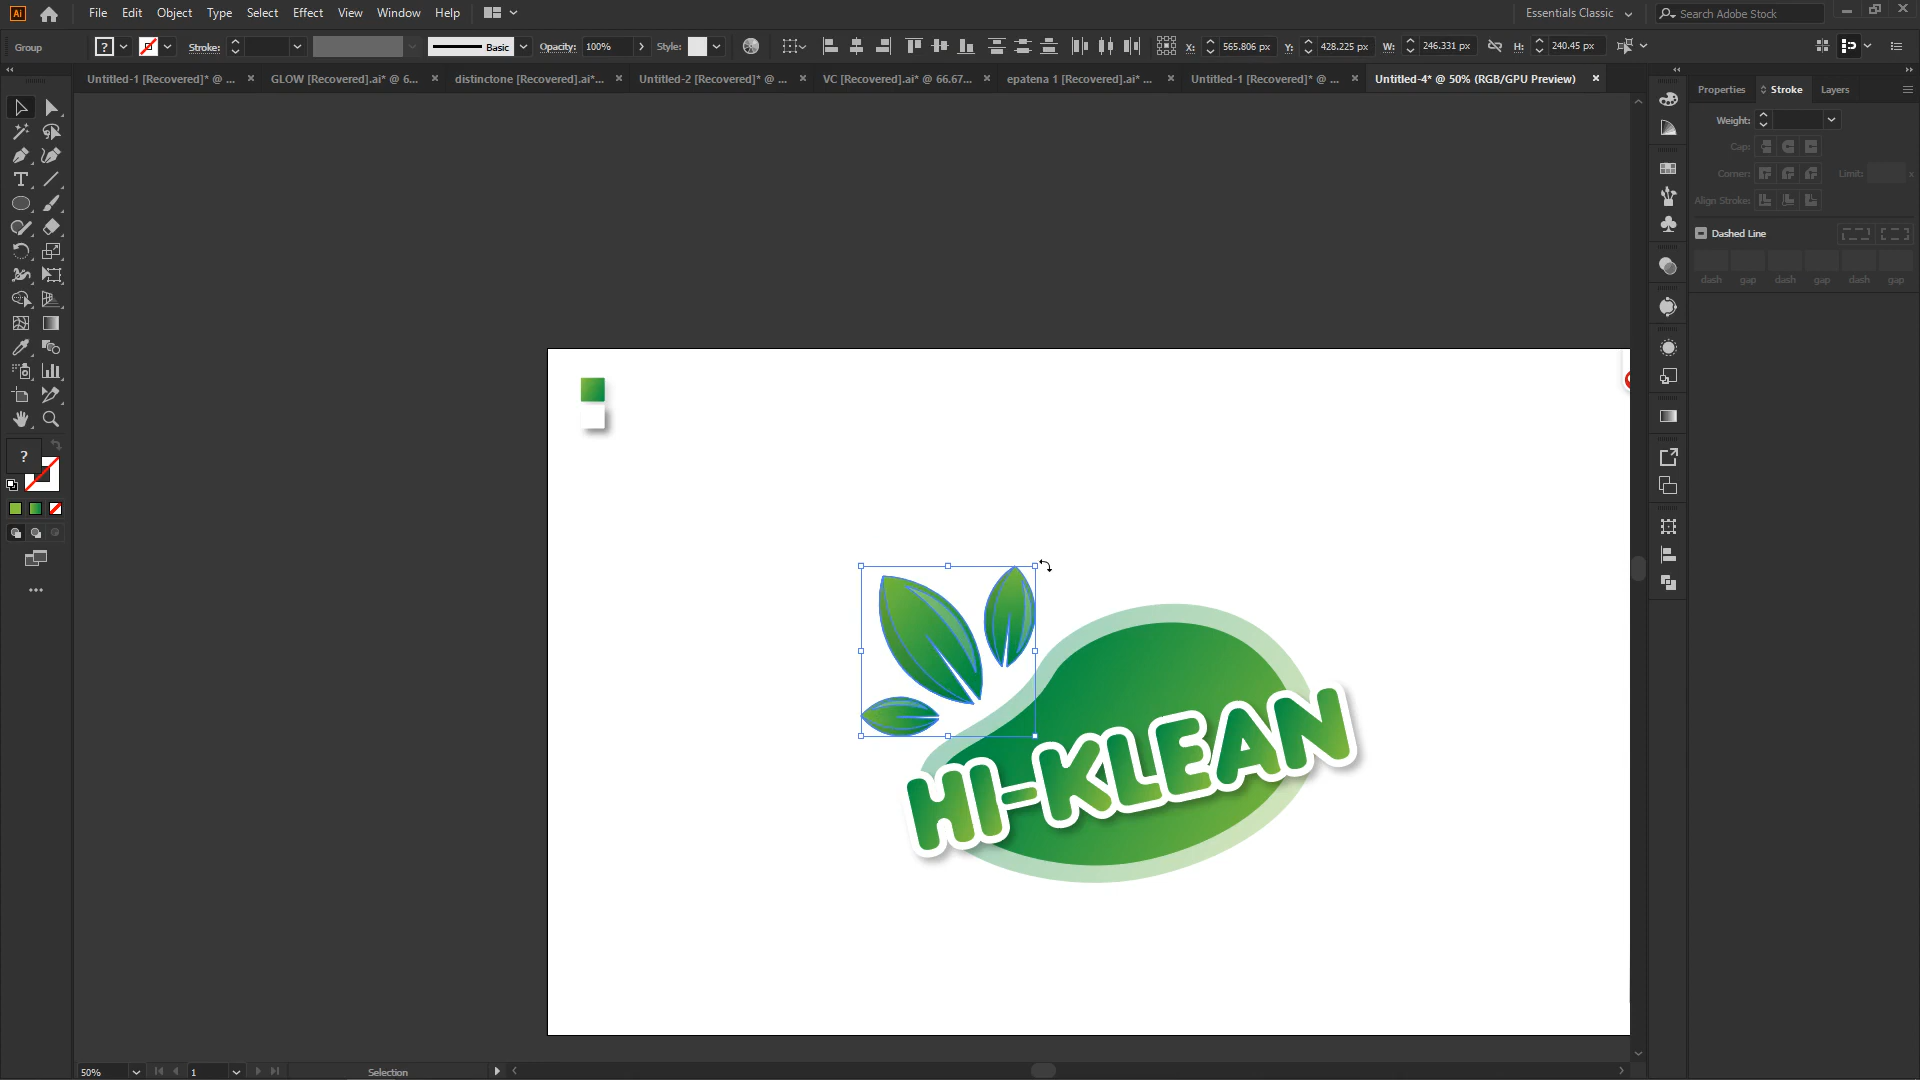 Ai File Edit Object Type Select Effect View Window Help Essentials Classic Search Adobe Stock
Group ? Stroke: Basic Opacity: 100% Style: X: 565.806 px Y: 428.225 px W: 246.331 px H: 240.45 px
Untitled-1 [Recovered]* @ ... GLOW [Recovered].ai* @ 6... distinctone [Recovered].ai*... Untitled-2 [Recovered]* @ ... VC [Recovered].ai* @ 66.67... epatena 1 [Recovered].ai* ... Untitled-1 [Recovered]* @ ... Untitled-4* @ 50% (RGB/GPU Preview)
Properties Stroke Layers
Weight:
Cap:
Corner: Limit: x
Align Stroke:
Dashed Line
dash gap dash gap dash gap
?
HI-KLEAN
50% 1 Selection